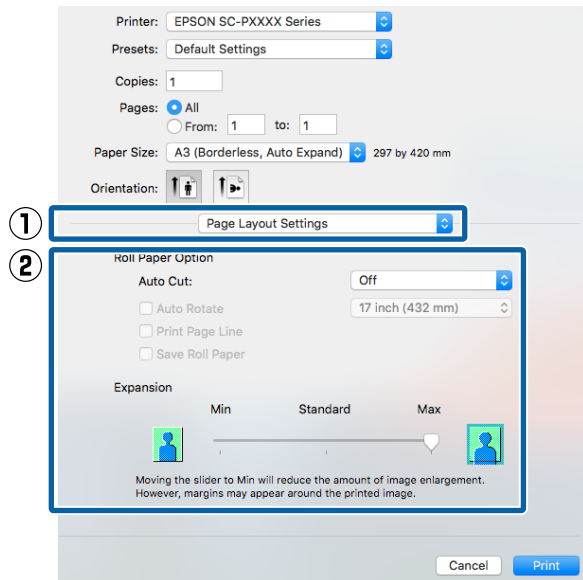 Printer: EPSON SC-PXXXX Series
Presets: Default Settings
Copies: 1
Pages: All
From: 1 to: 1
Paper Size: A3 (Borderless, Auto Expand) 297 by 420 mm
Orientation:
1 Page Layout Settings
2
Roll Paper Option
Auto Cut: Off
Auto Rotate 17 inch (432 mm)
Print Page Line
Save Roll Paper
Expansion
Min Standard Max
Moving the slider to Min will reduce the amount of image enlargement.
However, margins may appear around the printed image.
Cancel Print